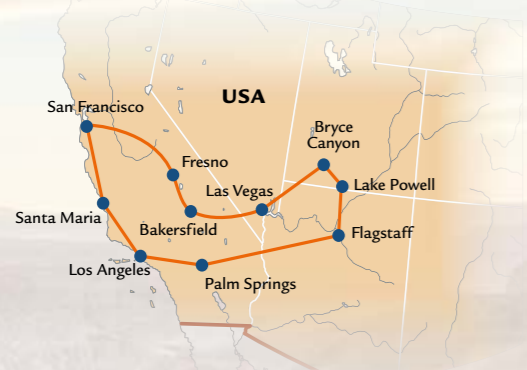 USA
San Francisco
Bryce
Canyon
Fresno
Lake Powell
Las Vegas
Santa Maria
Bakersfield
Flagstaff
Los Angeles
Palm Springs